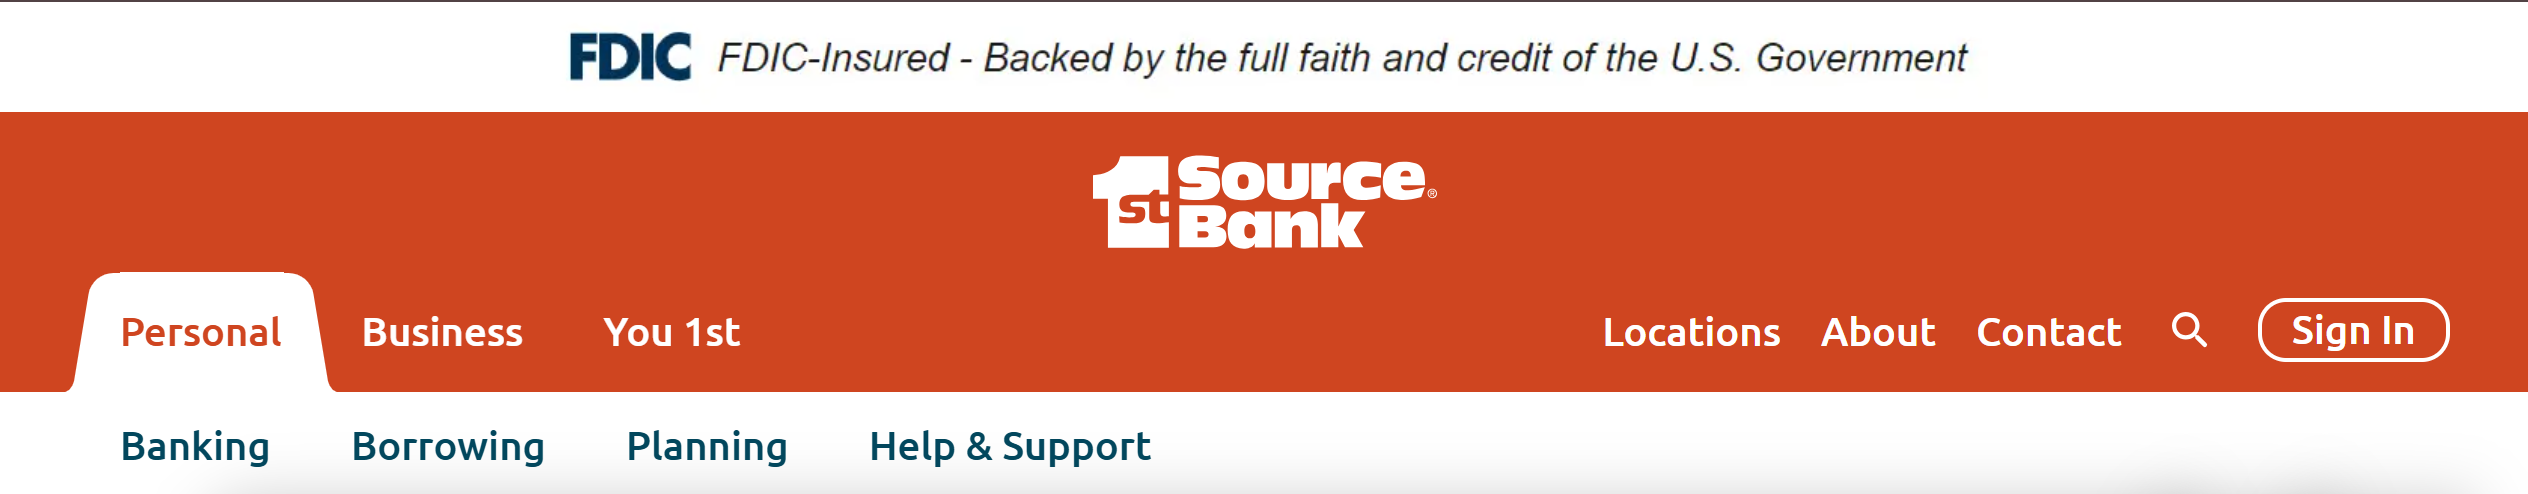 FDIC FDIC-Insured - Backed by the full faith and credit of the U.S. Government
1st Source Bank®
Personal Business You 1st Locations About Contact Sign In
Banking Borrowing Planning Help & Support